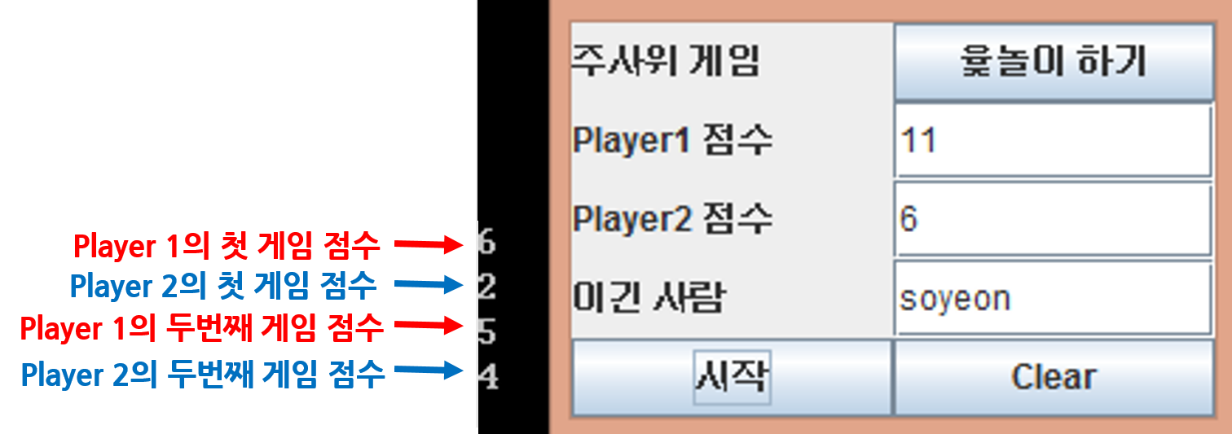 Player 1의 첫 게임 점수 6
Player 2의 첫 게임 점수 2
Player 1의 두번째 게임 점수 5
Player 2의 두번째 게임 점수 4
주사위 게임 윷놀이 하기
Player1 점수 11
Player2 점수 6
이긴 사람 soyeon
시작 Clear